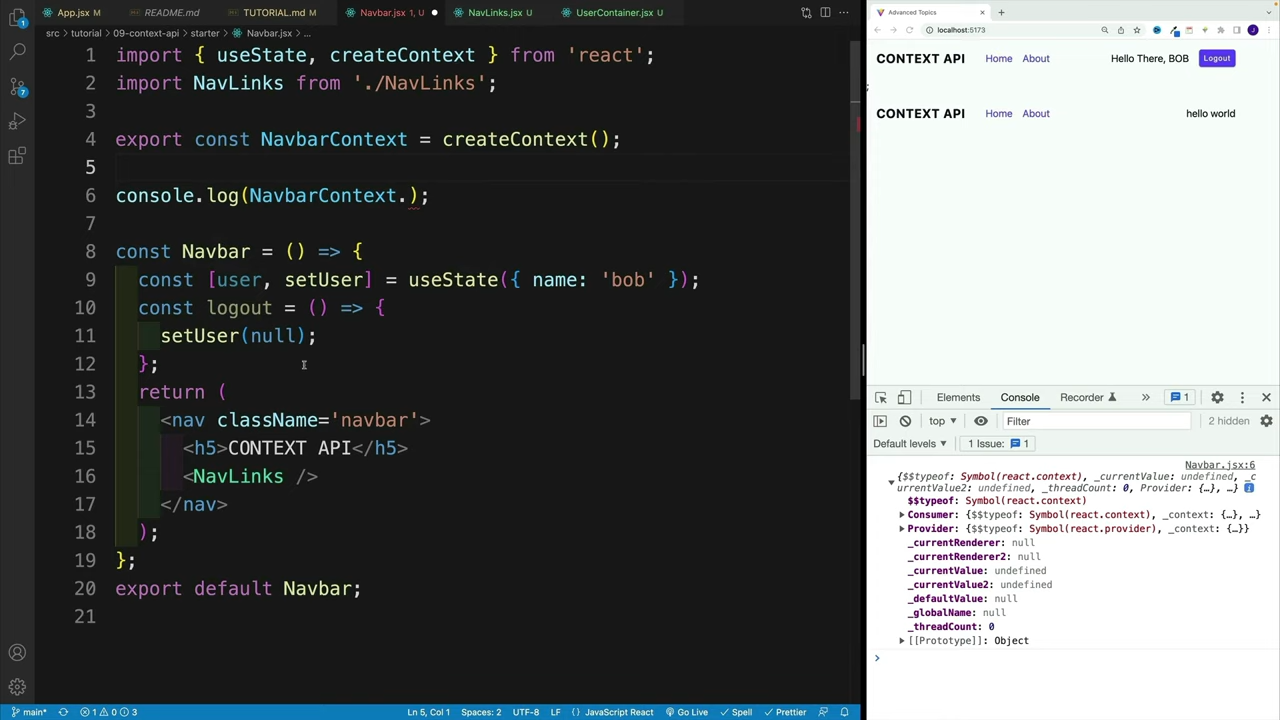 App.jsx M
README.md
TUTORIAL.md M
Navbar.jsx 1, U
NavLinks.jsx U
UserContainer.jsx U
src > tutorial > 09-context-api > starter > Navbar.jsx > ...
1 import { useState, createContext } from 'react';
2 import NavLinks from './NavLinks';
3
4 export const NavbarContext = createContext();
5
6 console.log(NavbarContext.);
7
8 const Navbar = () => {
9 const [user, setUser] = useState({ name: 'bob' });
10 const logout = () => {
11 setUser(null);
12 };
13 return (
14 <nav className='navbar'>
15 <h5>CONTEXT API</h5>
16 <NavLinks />
17 </nav>
18 );
19 };
20 export default Navbar;
21
main* 1 0 3
Ln 5, Col 1 Spaces: 2 UTF-8 LF {} JavaScript React Go Live Spell Prettier
Advanced Topics
localhost:5173
CONTEXT API Home About Hello There, BOB Logout
;
CONTEXT API Home About hello world
Elements Console Recorder 1
top Filter 2 hidden
Default levels 1 Issue: 1
Navbar.jsx:6
{$$typeof: Symbol(react.context), _currentValue: undefined, _c
urrentValue2: undefined, _threadCount: 0, Provider: {…}, …}
$$typeof: Symbol(react.context)
Consumer: {$$typeof: Symbol(react.context), _context: {…}, …}
Provider: {$$typeof: Symbol(react.provider), _context: {…}}
_currentRenderer: null
_currentRenderer2: null
_currentValue: undefined
_currentValue2: undefined
_defaultValue: null
_globalName: null
_threadCount: 0
[[Prototype]]: Object